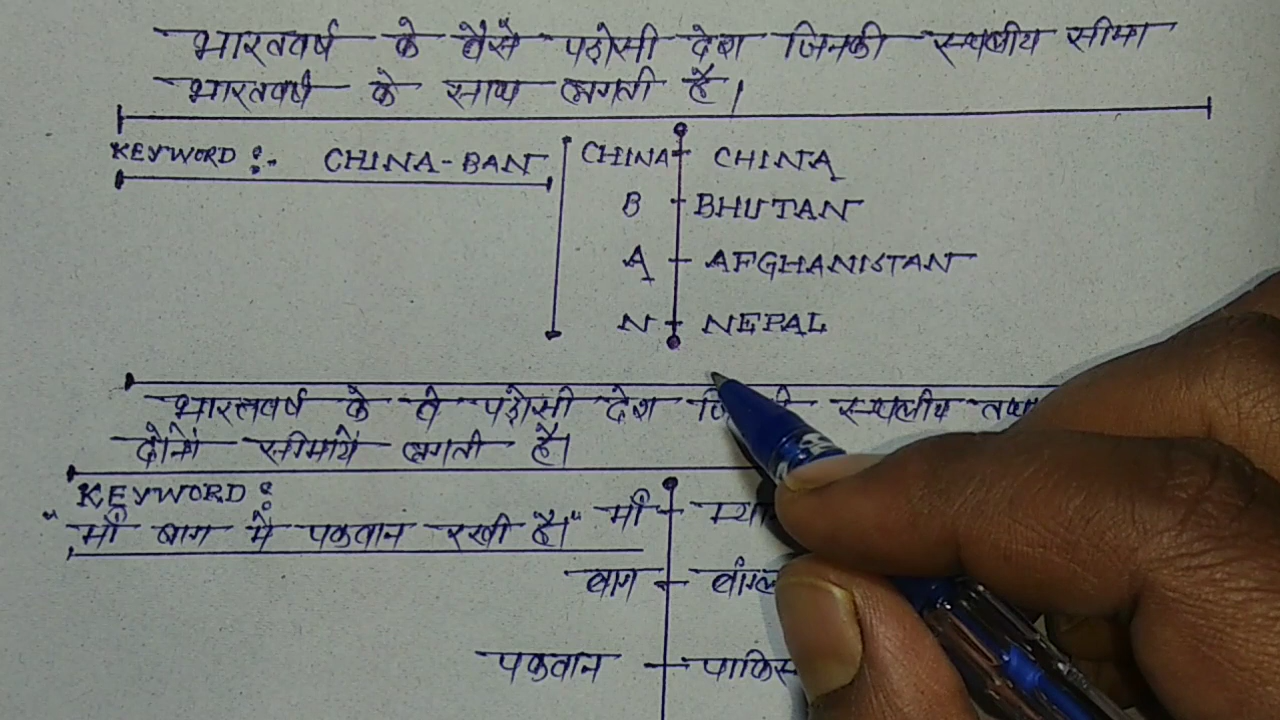 भारतवर्ष के वैसे पड़ोसी देश जिनकी स्थलीय सीमा
भारतवर्ष के साथ लगती है।
KEYWORD :- CHINA-BAN
CHINA CHINA
B BHUTAN
A AFGHANISTAN
N NEPAL
भारतवर्ष के वे पड़ोसी देश स्थलीय
दोनों सीमायें लगती है।
KEYWORD :
"माँ बाग में पकवान रखी है।"
माँ
बाग
पकवान